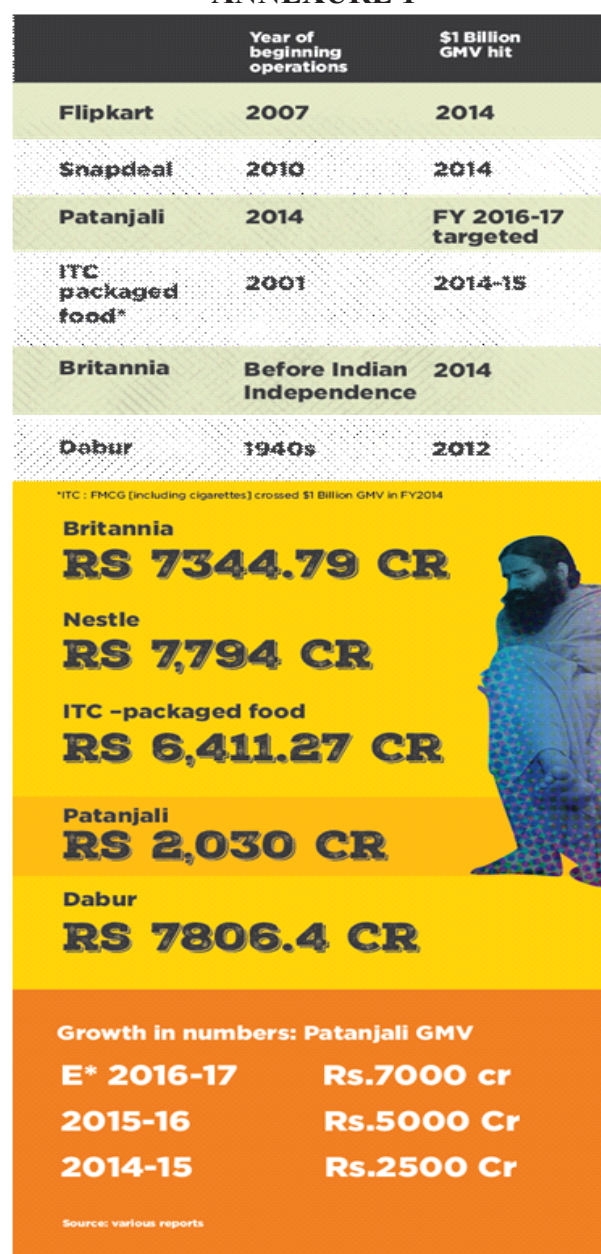 Year of beginning operations $1 Billion GMV hit
Flipkart 2007 2014
Snapdeal 2010 2014
Patanjali 2014 FY 2016-17 targeted
ITC packaged food* 2001 2014-15
Britannia Before Indian Independence 2014
Dabur 1940s 2012
*ITC : FMCG [including cigarettes] crossed $1 Billion GMV in FY2014
Britannia
RS 7344.79 CR
Nestle
RS 7,794 CR
ITC –packaged food
RS 6,411.27 CR
Patanjali
RS 2,030 CR
Dabur
RS 7806.4 CR
Growth in numbers: Patanjali GMV
E* 2016-17 Rs.7000 cr
2015-16 Rs.5000 Cr
2014-15 Rs.2500 Cr
Source: various reports